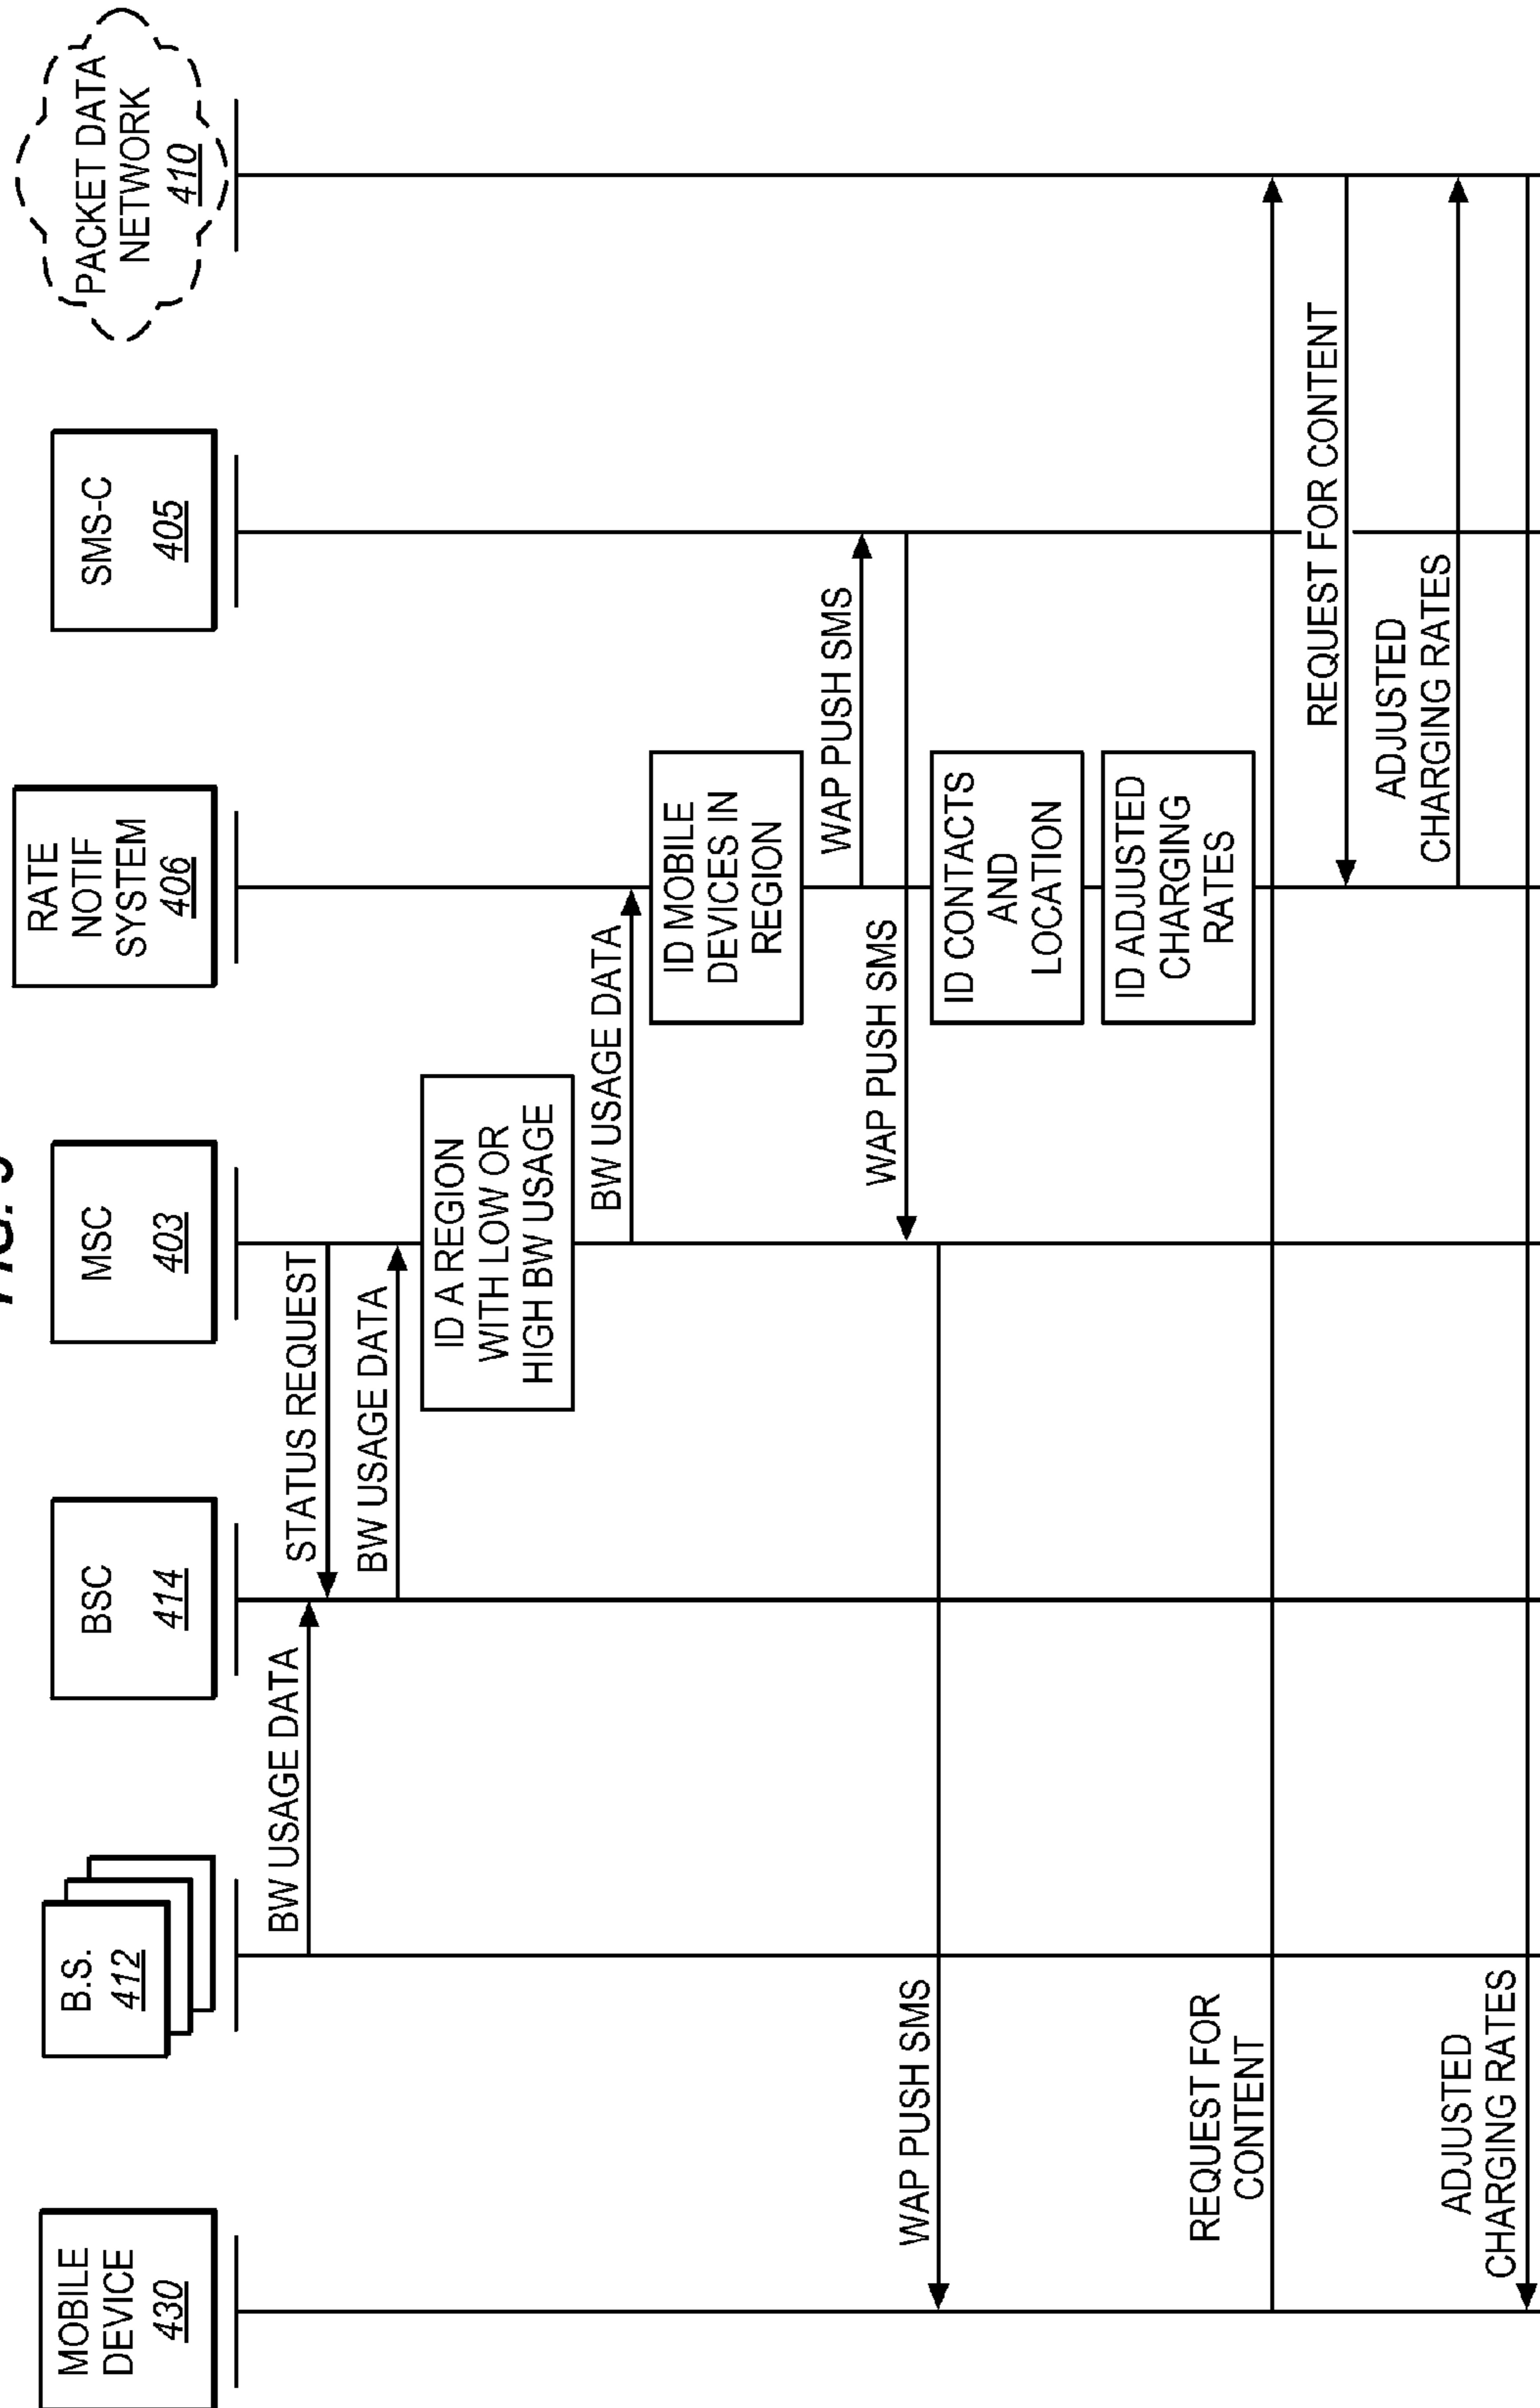 MOBILE
DEVICE
430
B.S.
412
BSC
414
MSC
403
RATE
NOTIF
SYSTEM
406
SMS-C
405
PACKET DATA
NETWORK
410
BW USAGE DATA
STATUS REQUEST
BW USAGE DATA
ID A REGION
WITH LOW OR
HIGH BW USAGE
BW USAGE DATA
ID MOBILE
DEVICES IN
REGION
WAP PUSH SMS
WAP PUSH SMS
WAP PUSH SMS
ID CONTACTS
AND
LOCATION
ID ADJUSTED
CHARGING
RATES
REQUEST FOR
CONTENT
REQUEST FOR CONTENT
ADJUSTED
CHARGING RATES
ADJUSTED
CHARGING RATES